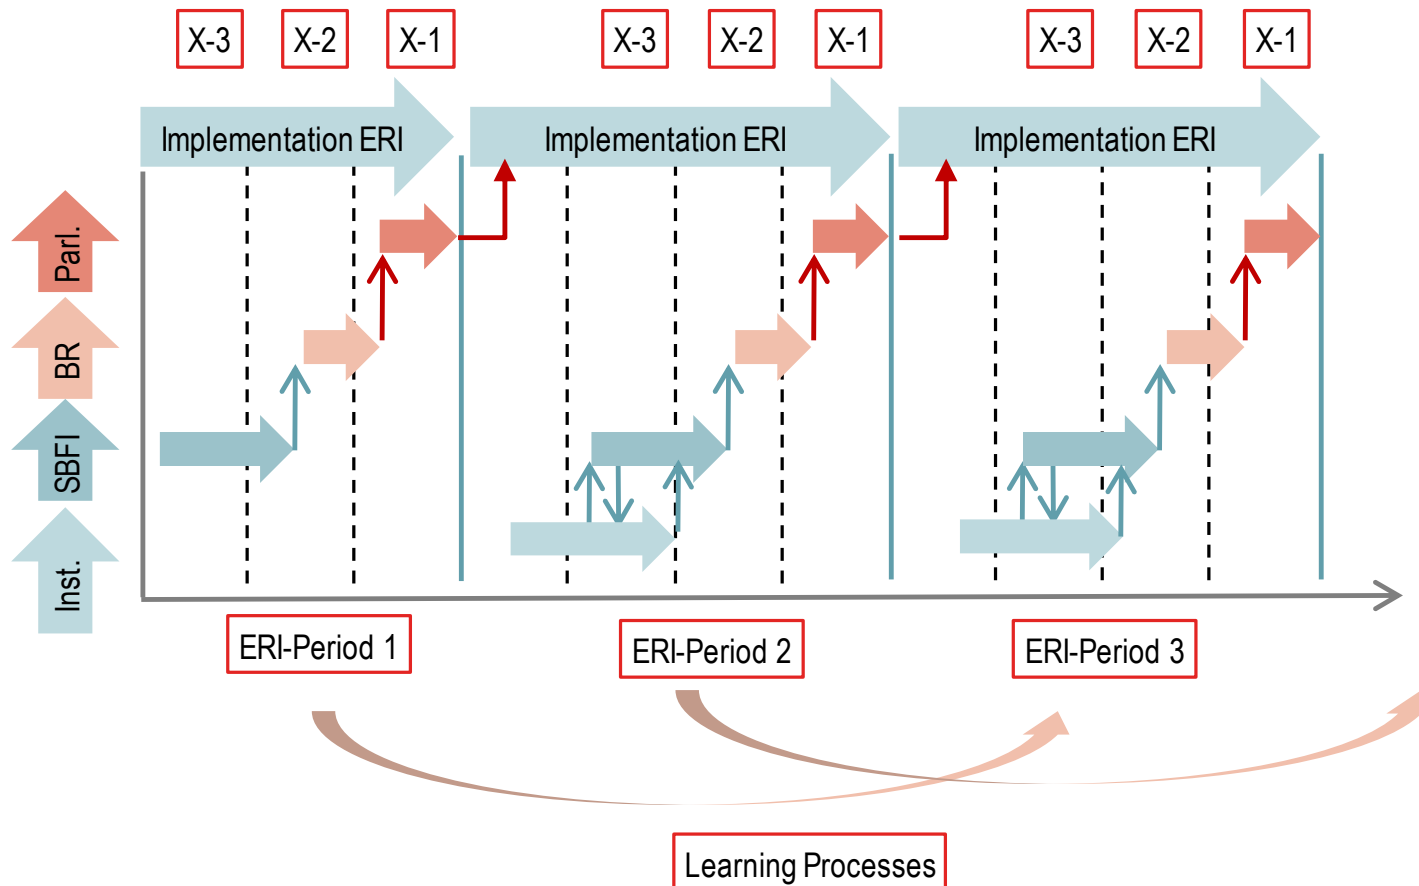 X-3
X-2
X-1
X-3
X-2
X-1
X-3
X-2
X-1
Implementation ERI
Implementation ERI
Implementation ERI
Parl.
BR
SBFI
Inst.
ERI-Period 1
ERI-Period 2
ERI-Period 3
Learning Processes